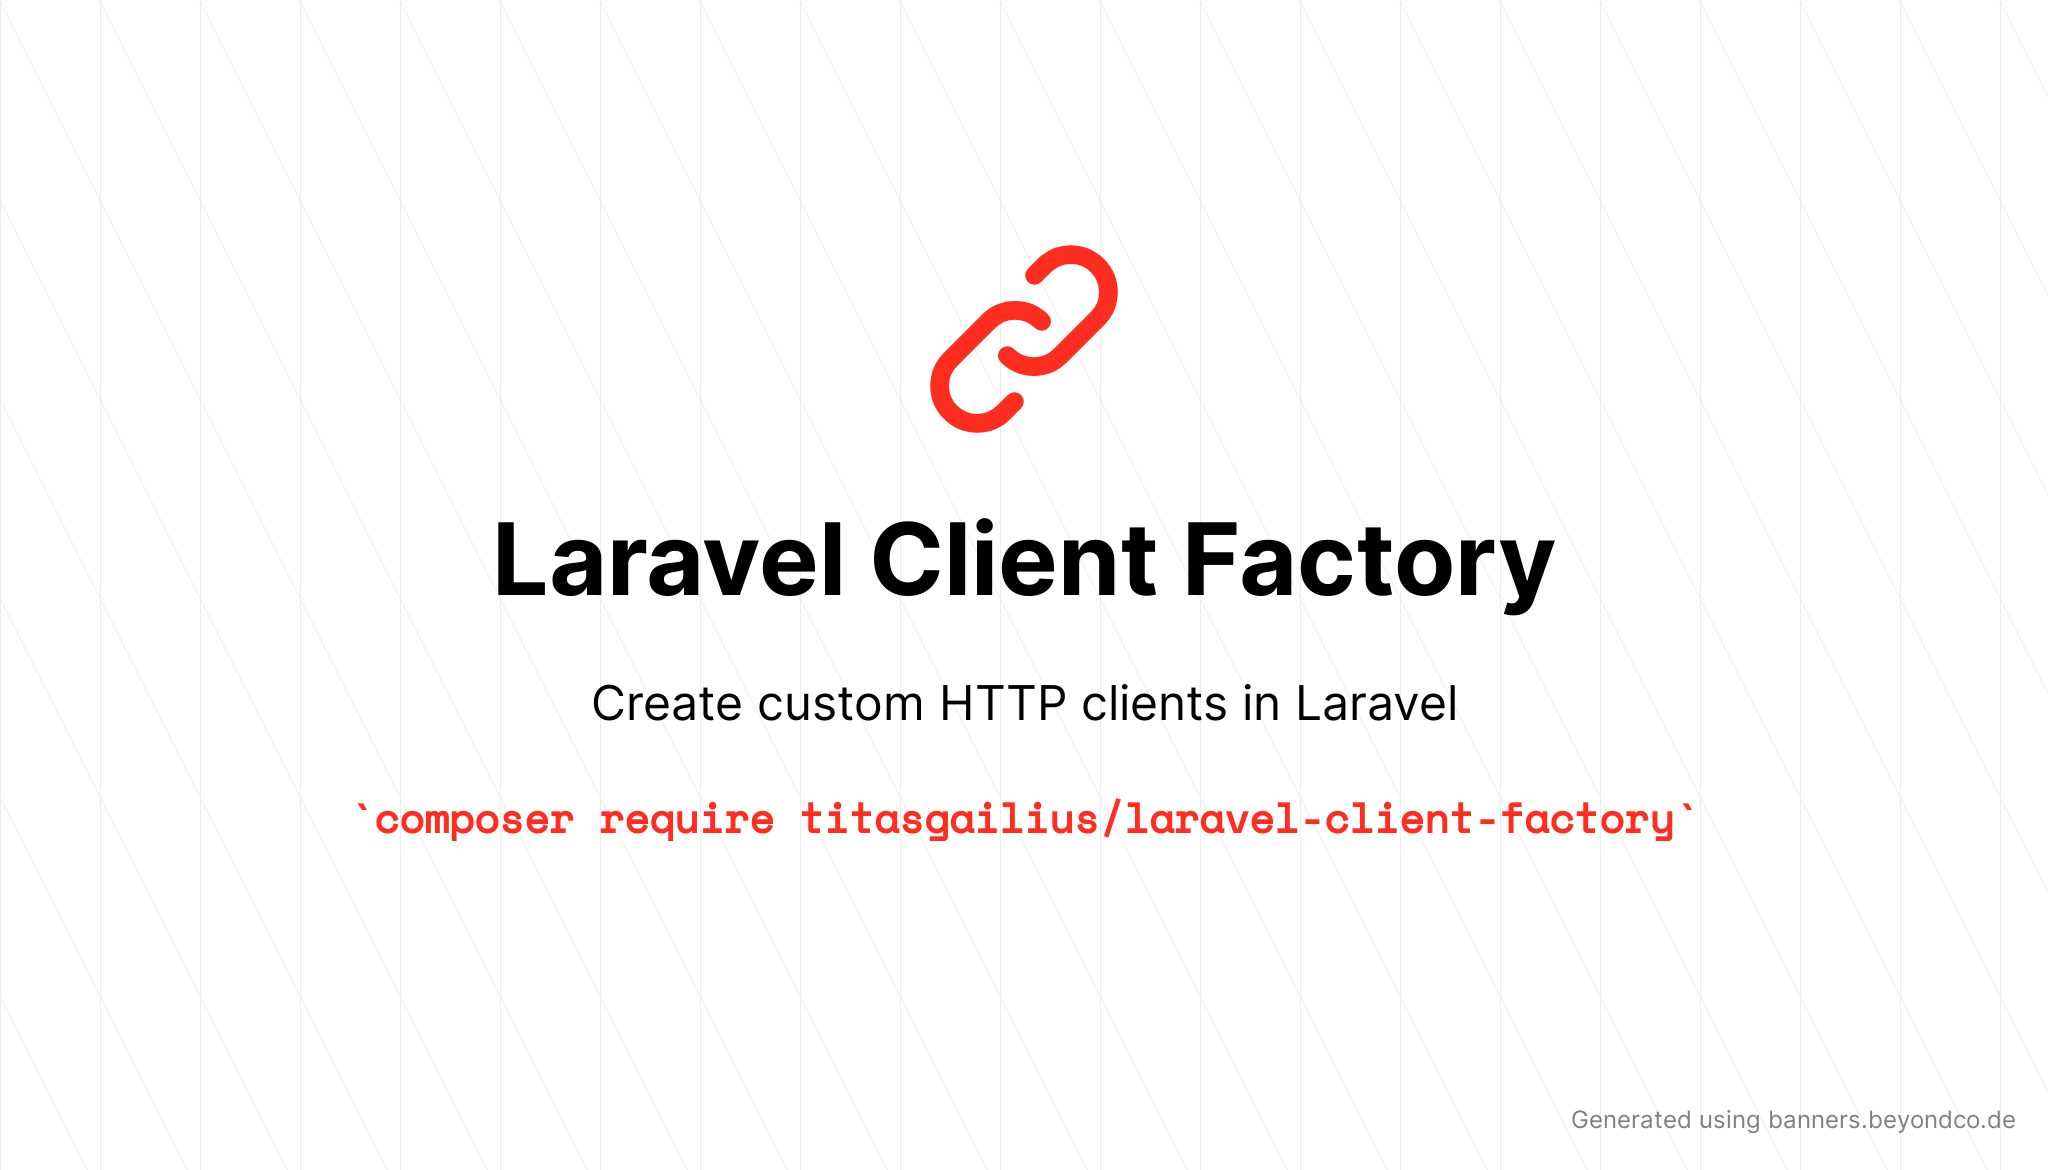 Laravel Client Factory
Create custom HTTP clients in Laravel
`composer require titasgailius/laravel-client-factory`
Generated using banners.beyondco.de